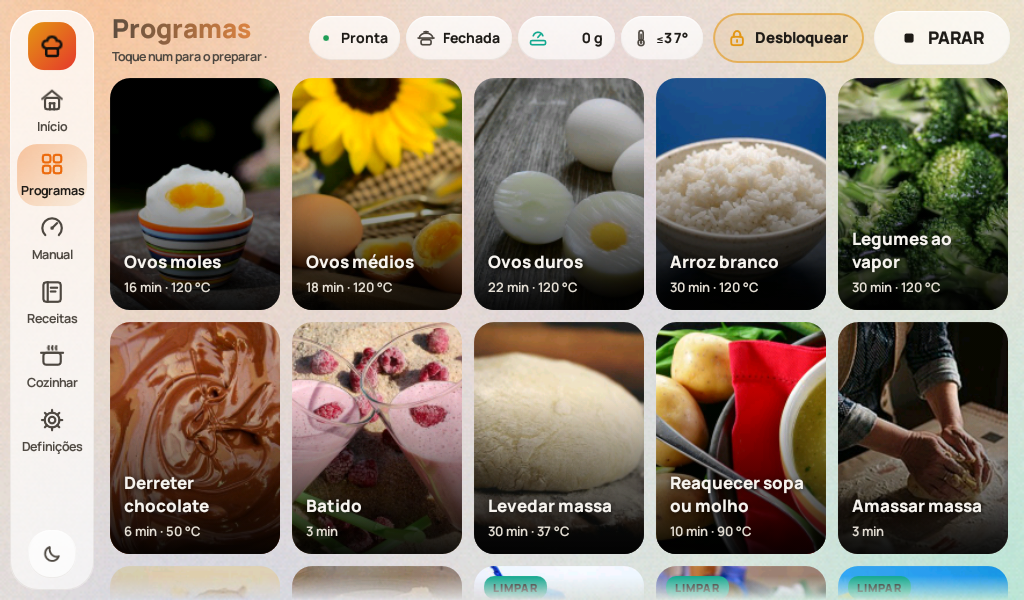 Programas
Toque num para o preparar ·
Pronta
Fechada
0 g
≤37°
Desbloquear
PARAR
Início
Programas
Manual
Receitas
Cozinhar
Definições
Ovos moles
16 min · 120 °C
Ovos médios
18 min · 120 °C
Ovos duros
22 min · 120 °C
Arroz branco
30 min · 120 °C
Legumes ao
vapor
30 min · 120 °C
Derreter
chocolate
6 min · 50 °C
Batido
3 min
Levedar massa
30 min · 37 °C
Reaquecer sopa
ou molho
10 min · 90 °C
Amassar massa
3 min
LIMPAR
LIMPAR
LIMPAR